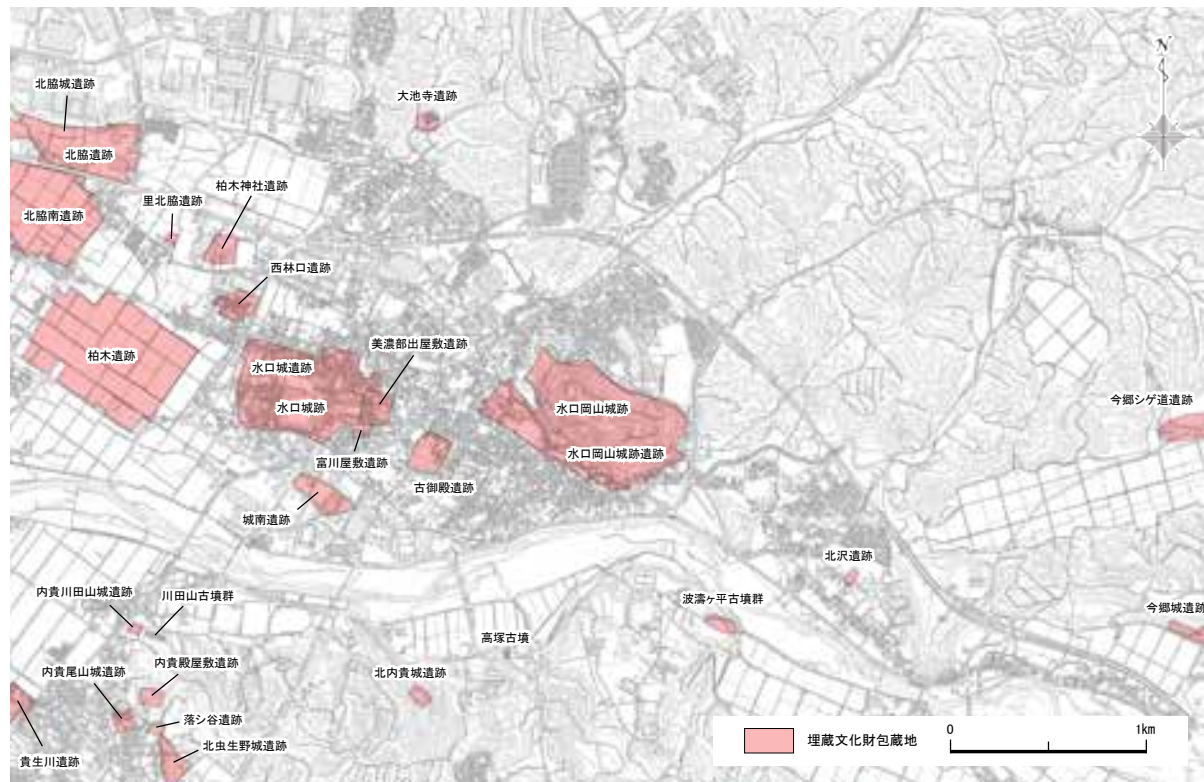 北脇城遺跡
大池寺遺跡
N
北脇遺跡
柏木神社遺跡
里北脇遺跡
北脇南遺跡
西林口遺跡
美濃部出屋敷遺跡
柏木遺跡
水口城遺跡
水口城跡
水口岡山城跡
今郷シゲ道遺跡
水口岡山城跡遺跡
富川屋敷遺跡
古御殿遺跡
城南遺跡
北沢遺跡
内貴川田山城遺跡
川田山古墳群
波濤ヶ平古墳群
今郷城遺跡
高塚古墳
内貴殿屋敷遺跡
内貴尾山城遺跡
北内貴城遺跡
落シ谷遺跡
北虫生野城遺跡
貴生川遺跡
埋蔵文化財包蔵地
0
1km